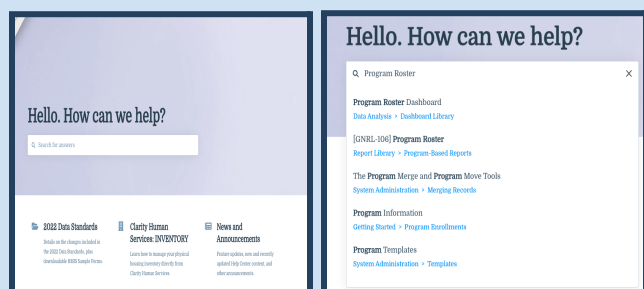 Hello. How can we help?
Search for answers
2022 Data Standards
Details on the changes included in
the 2022 Data Standards, plus
downloadable HMIS Sample Forms.
Clarity Human
Services: INVENTORY
Learn how to manage your physical
housing inventory directly from
Clarity Human Services.
News and
Announcements
Feature updates, new and recently
updated Help Center content, and
other announcements.
Hello. How can we help?
Program Roster X
Program Roster Dashboard
Data Analysis > Dashboard Library
[GNRL-106] Program Roster
Report Library > Program-Based Reports
The Program Merge and Program Move Tools
System Administration > Merging Records
Program Information
Getting Started > Program Enrollments
Program Templates
System Administration > Templates